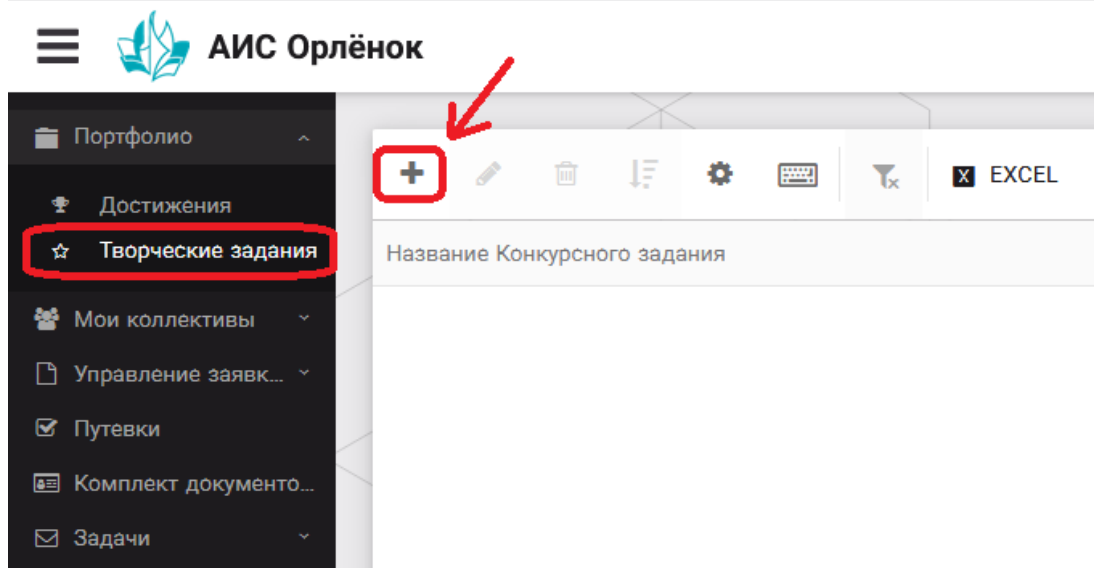 АИС Орлёнок
Портфолио
Достижения
Творческие задания
Мои коллективы
Управление заявк...
Путевки
Комплект документо...
Задачи
X EXCEL
Название Конкурсного задания